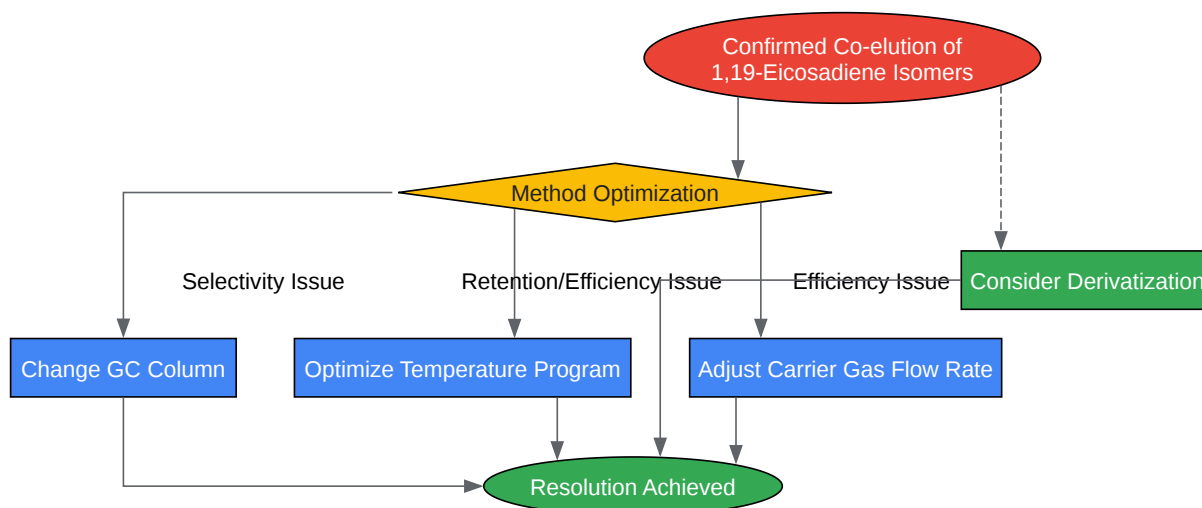 Confirmed Co-elution of
1,19-Eicosadiene Isomers
Method Optimization
Selectivity Issue
Retention/Efficiency Issue
Efficiency Issue
Consider Derivatization
Change GC Column
Optimize Temperature Program
Adjust Carrier Gas Flow Rate
Resolution Achieved